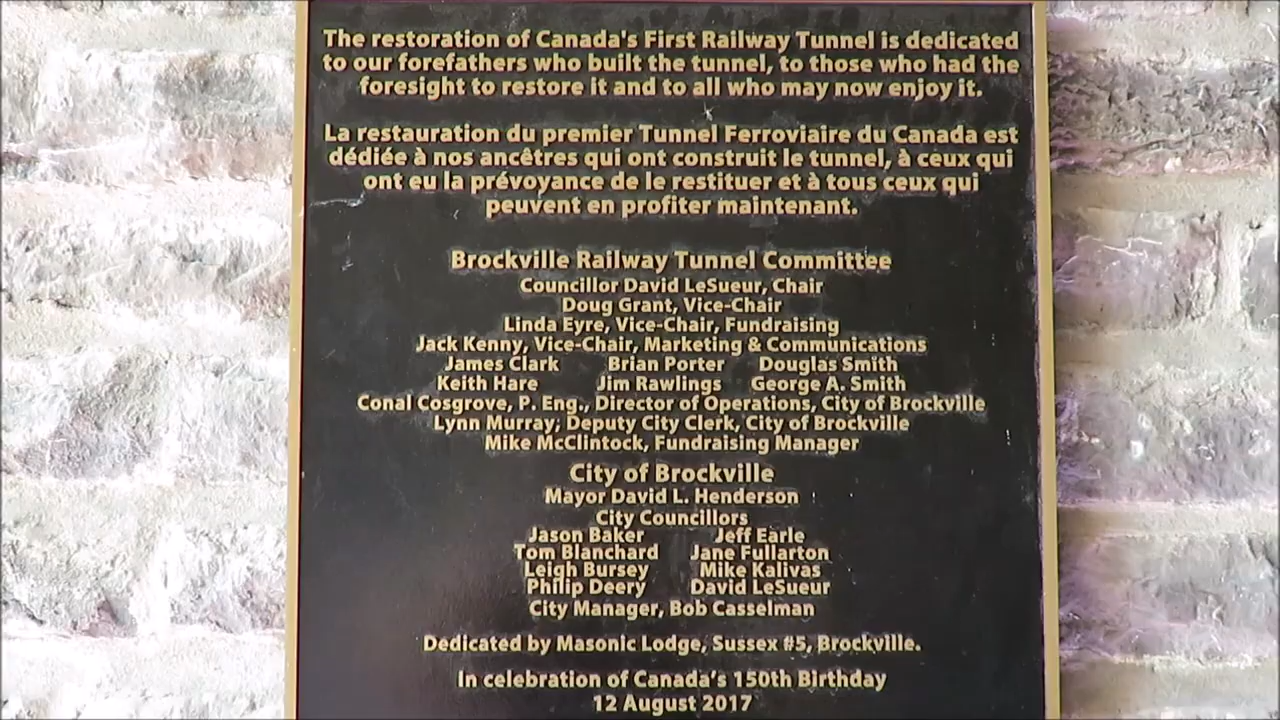 The restoration of Canada's First Railway Tunnel is dedicated
to our forefathers who built the tunnel, to those who had the
foresight to restore it and to all who may now enjoy it.
La restauration du premier Tunnel Ferroviaire du Canada est
dédiée à nos ancêtres qui ont construit le tunnel, à ceux qui
ont eu la prévoyance de le restituer et à tous ceux qui
peuvent en profiter maintenant.
Brockville Railway Tunnel Committee
Councillor David LeSueur, Chair
Doug Grant, Vice-Chair
Linda Eyre, Vice-Chair, Fundraising
Jack Kenny, Vice-Chair, Marketing & Communications
James Clark Brian Porter Douglas Smith
Keith Hare Jim Rawlings George A. Smith
Conal Cosgrove, P. Eng., Director of Operations, City of Brockville
Lynn Murray; Deputy City Clerk, City of Brockville
Mike McClintock, Fundraising Manager
City of Brockville
Mayor David L. Henderson
City Councillors
Jason Baker Jeff Earle
Tom Blanchard Jane Fullarton
Leigh Bursey Mike Kalivas
Philip Deery David LeSueur
City Manager, Bob Casselman
Dedicated by Masonic Lodge, Sussex #5, Brockville.
In celebration of Canada's 150th Birthday
12 August 2017